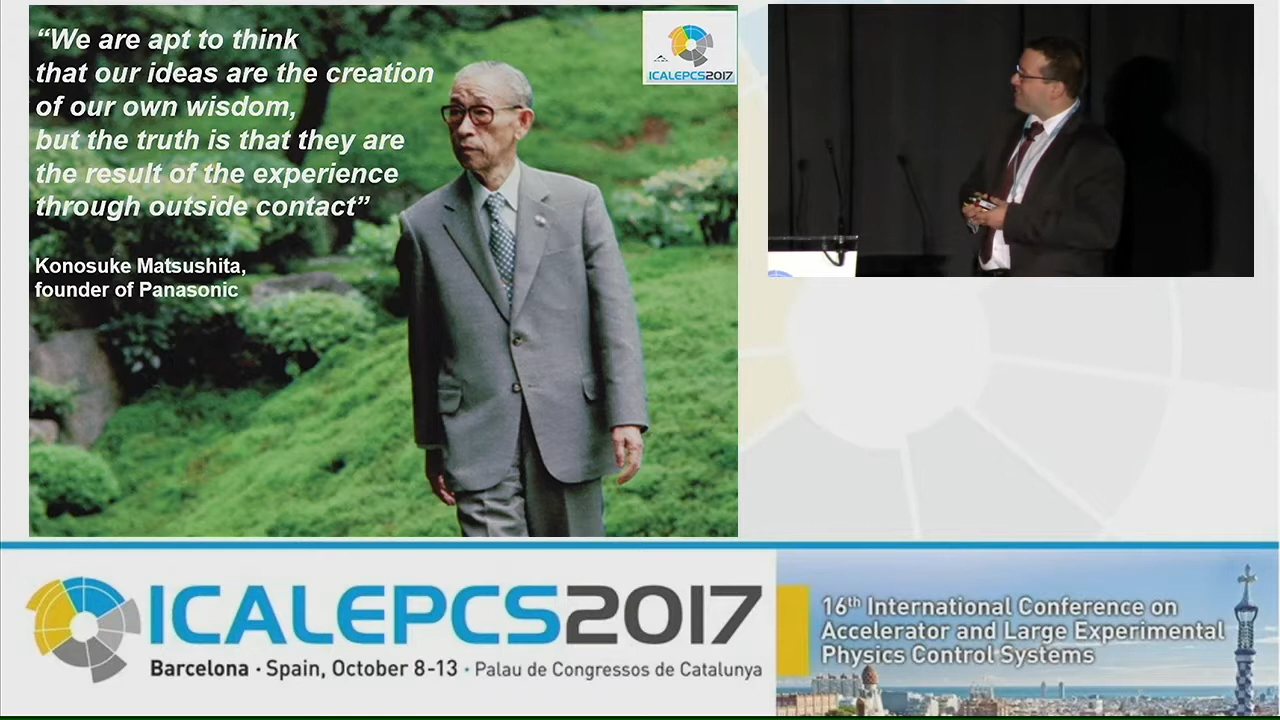 “We are apt to think
that our ideas are the creation
of our own wisdom,
but the truth is that they are
the result of the experience
through outside contact”
Konosuke Matsushita,
founder of Panasonic
ICALEPCS2017
ICALEPCS2017
Barcelona · Spain, October 8-13 · Palau de Congressos de Catalunya
16th International Conference on
Accelerator and Large Experimental
Physics Control Systems